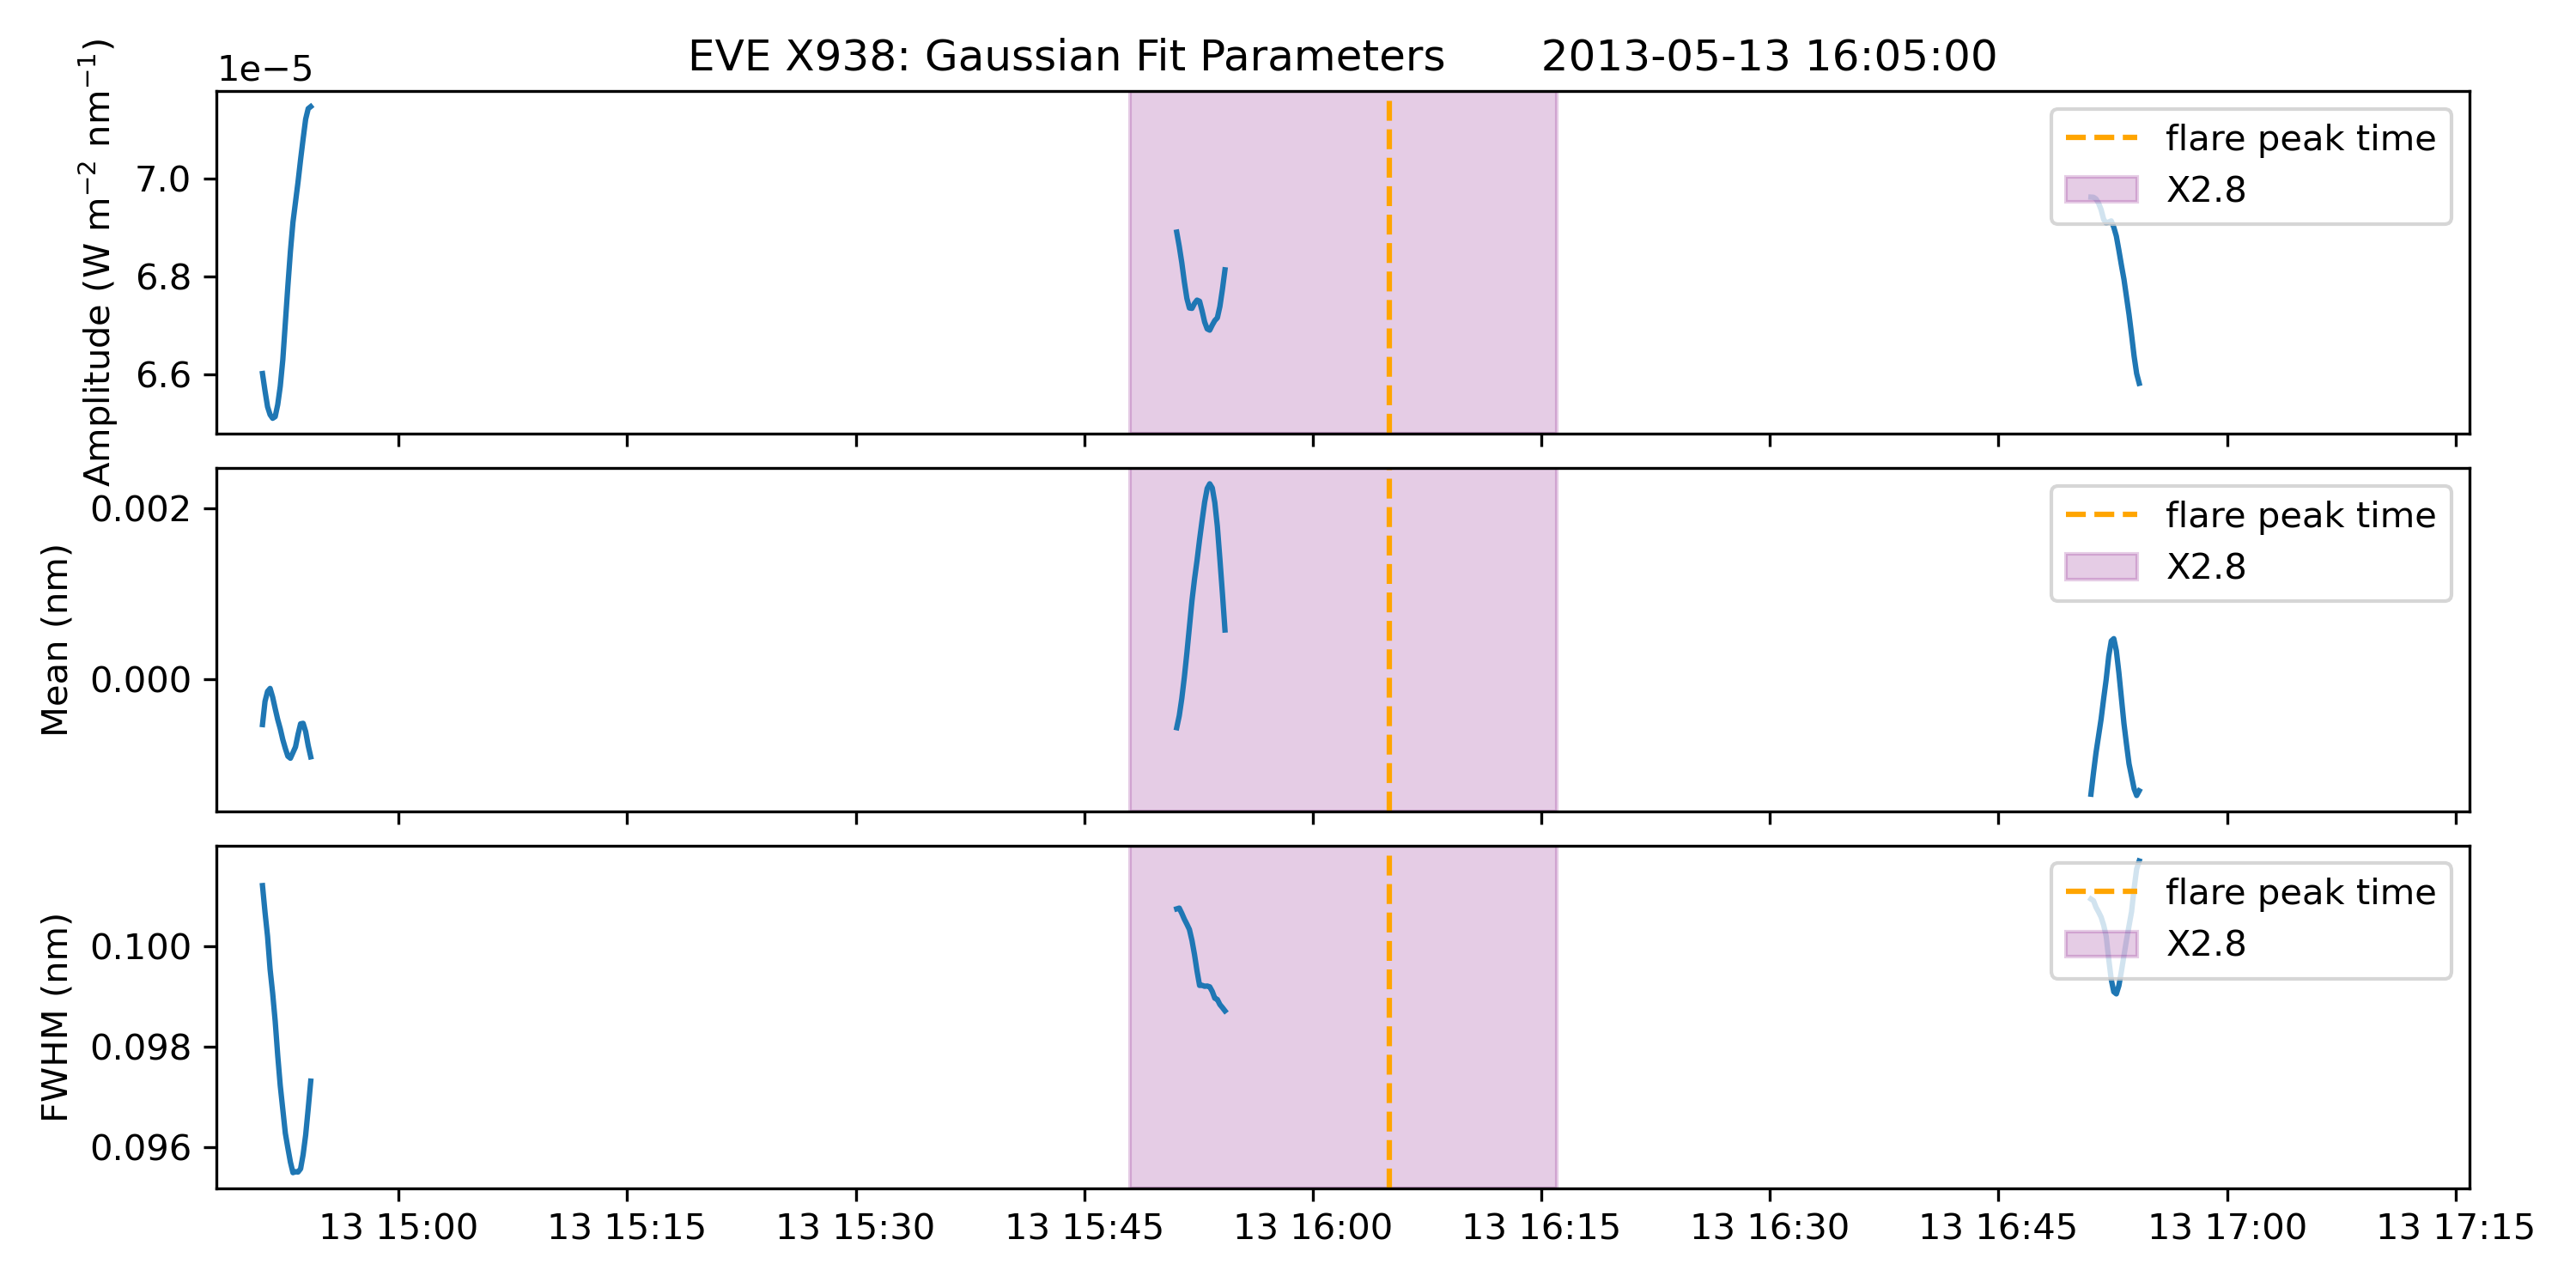 EVE X938: Gaussian Fit Parameters 2013-05-13 16:05:00
1e−5
Amplitude (W m⁻² nm⁻¹)
7.0
6.8
6.6
flare peak time
X2.8
Mean (nm)
0.002
0.000
flare peak time
X2.8
FWHM (nm)
0.100
0.098
0.096
flare peak time
X2.8
13 15:00 13 15:15 13 15:30 13 15:45 13 16:00 13 16:15 13 16:30 13 16:45 13 17:00 13 17:15